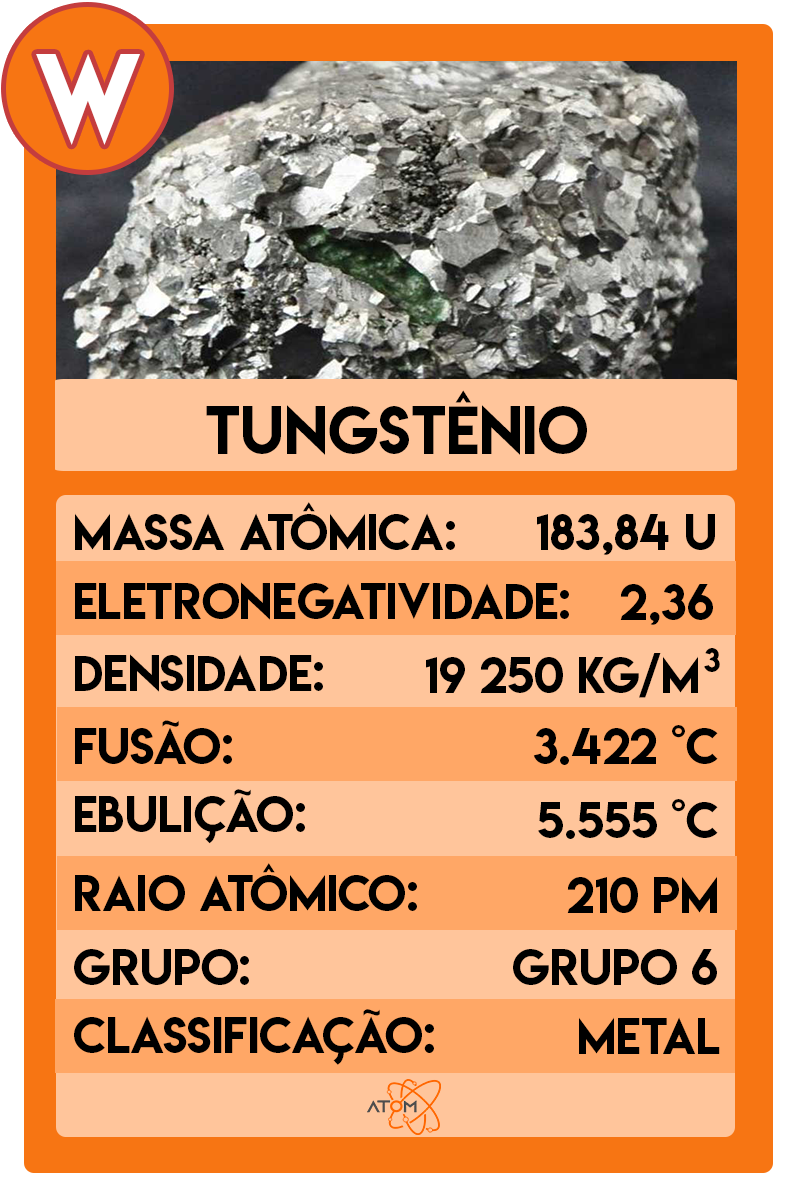 W
TUNGSTÊNIO
MASSA ATÔMICA: 183,84 U
ELETRONEGATIVIDADE: 2,36
DENSIDADE: 19 250 KG/M³
FUSÃO: 3.422 °C
EBULIÇÃO: 5.555 °C
RAIO ATÔMICO: 210 PM
GRUPO: GRUPO 6
CLASSIFICAÇÃO: METAL
ATOM